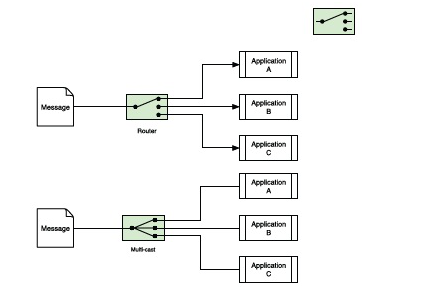 Application
A
Message
Application
B
Router
Application
C
Application
A
Message
Application
B
Multi-cast
Application
C